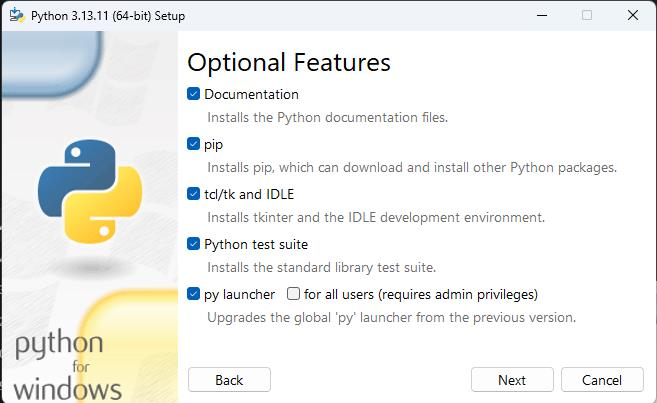 Python 3.13.11 (64-bit) Setup
Optional Features
Documentation
Installs the Python documentation files.
pip
Installs pip, which can download and install other Python packages.
tcl/tk and IDLE
Installs tkinter and the IDLE development environment.
Python test suite
Installs the standard library test suite.
py launcher for all users (requires admin privileges)
Upgrades the global 'py' launcher from the previous version.
python
for
windows
Back Next Cancel